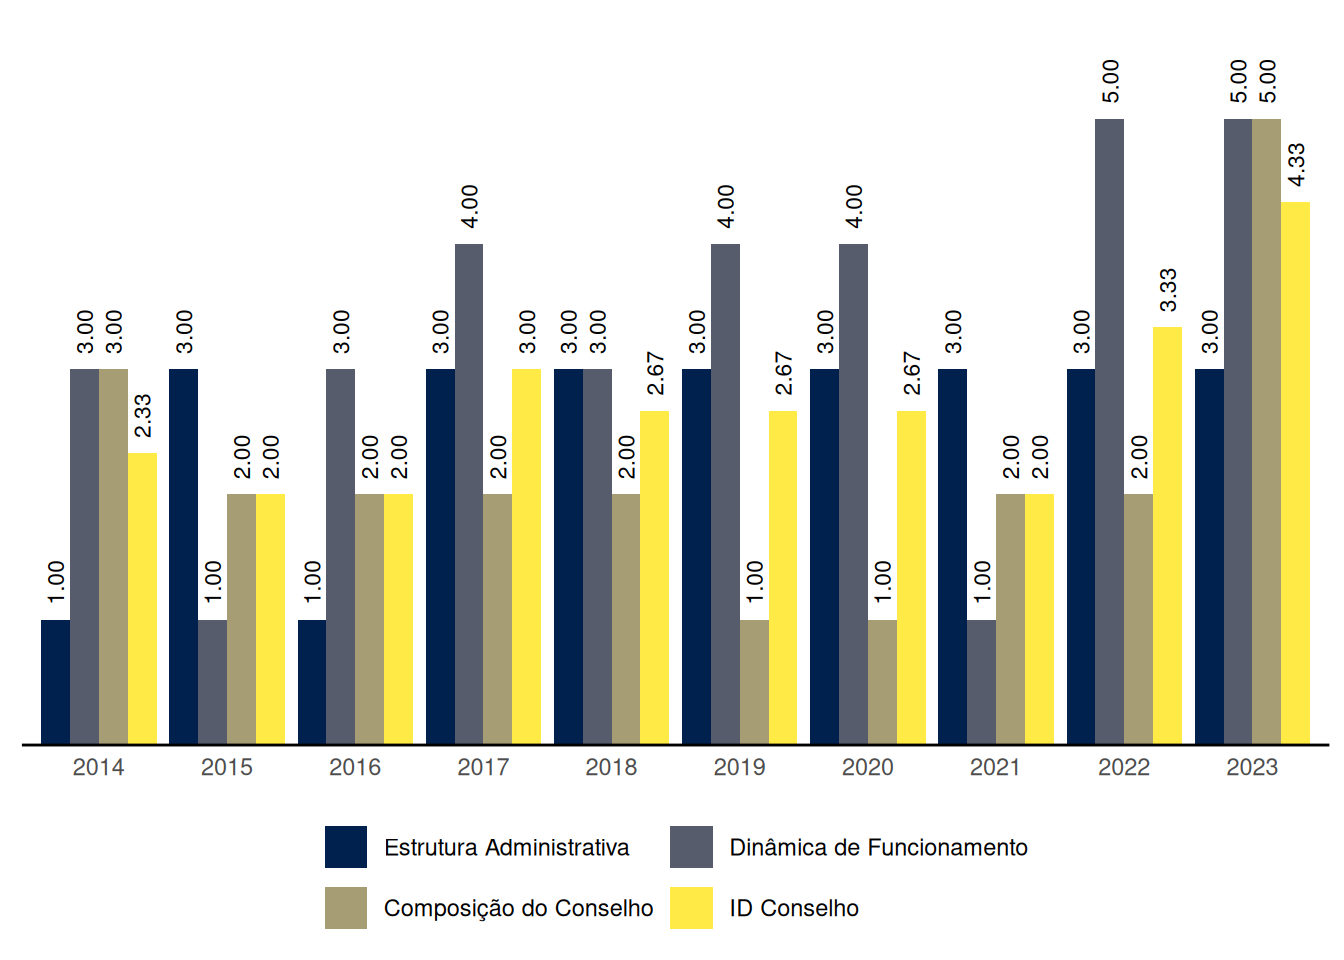 1.00 3.00 3.00 2.33 3.00 1.00 2.00 2.00 1.00 3.00 2.00 2.00 3.00 4.00 2.00 3.00 3.00 3.00 2.00 2.67 3.00 4.00 1.00 2.67 3.00 4.00 1.00 2.67 3.00 1.00 2.00 2.00 3.00 5.00 2.00 3.33 3.00 5.00 5.00 4.33
2014 2015 2016 2017 2018 2019 2020 2021 2022 2023
Estrutura Administrativa Dinâmica de Funcionamento
Composição do Conselho ID Conselho